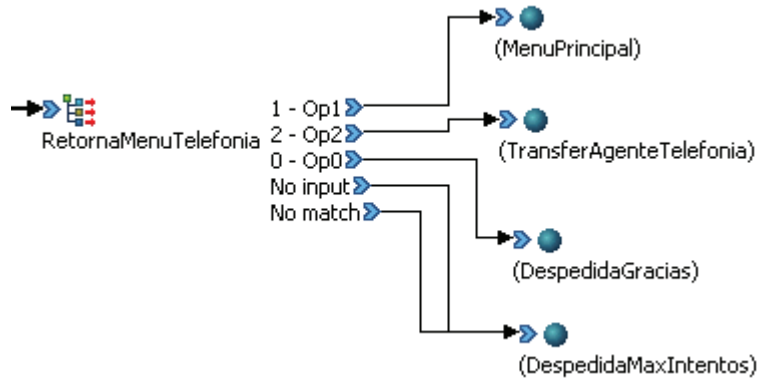 (MenuPrincipal)
RetornaMenuTelefonia
1 - Op1
2 - Op2
0 - Op0
No input
No match
(TransferAgenteTelefonia)
(DespedidaGracias)
(DespedidaMaxIntentos)